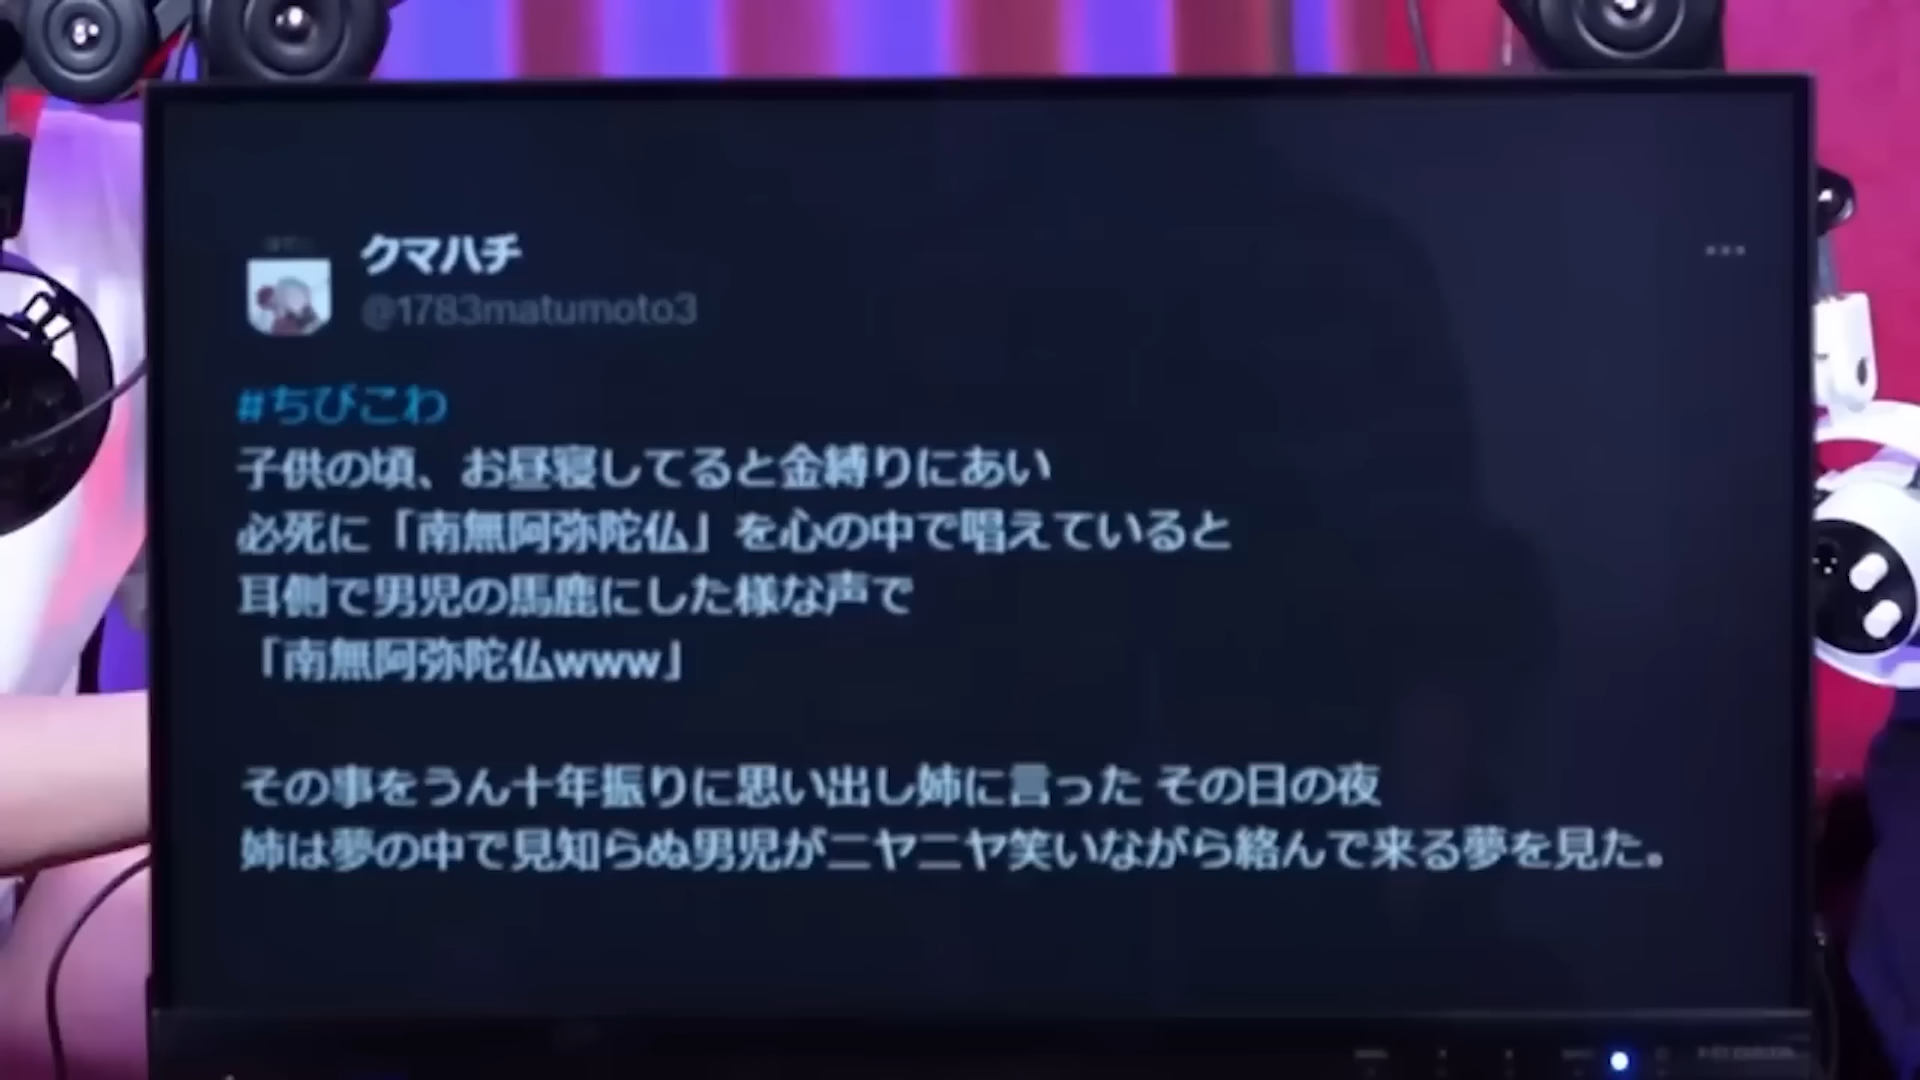 クマハチ
@1783matumoto3
#ちびこわ
子供の頃、お昼寝してると金縛りにあい
必死に「南無阿弥陀仏」を心の中で唱えていると
耳側で男児の馬鹿にした様な声で
「南無阿弥陀仏www」
その事をうん十年振りに思い出し姉に言った その日の夜
姉は夢の中で見知らぬ男児がニヤニヤ笑いながら絡んで来る夢を見た。